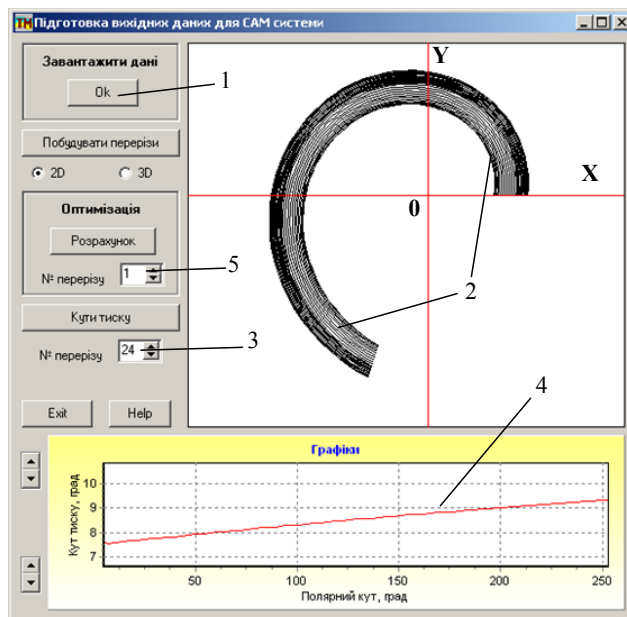 TM Підготовка вихідних даних для САМ системи
Завантажити дані
Ok
1
Побудувати перерізи
2D 3D
Оптимізація
Розрахунок
№ перерізу 1
5
Кути тиску
№ перерізу 24
3
Exit Help
Y
X
0
2
4
Графіки
Кут тиску, град
10
9
8
7
50 100 150 200 250
Полярний кут, град